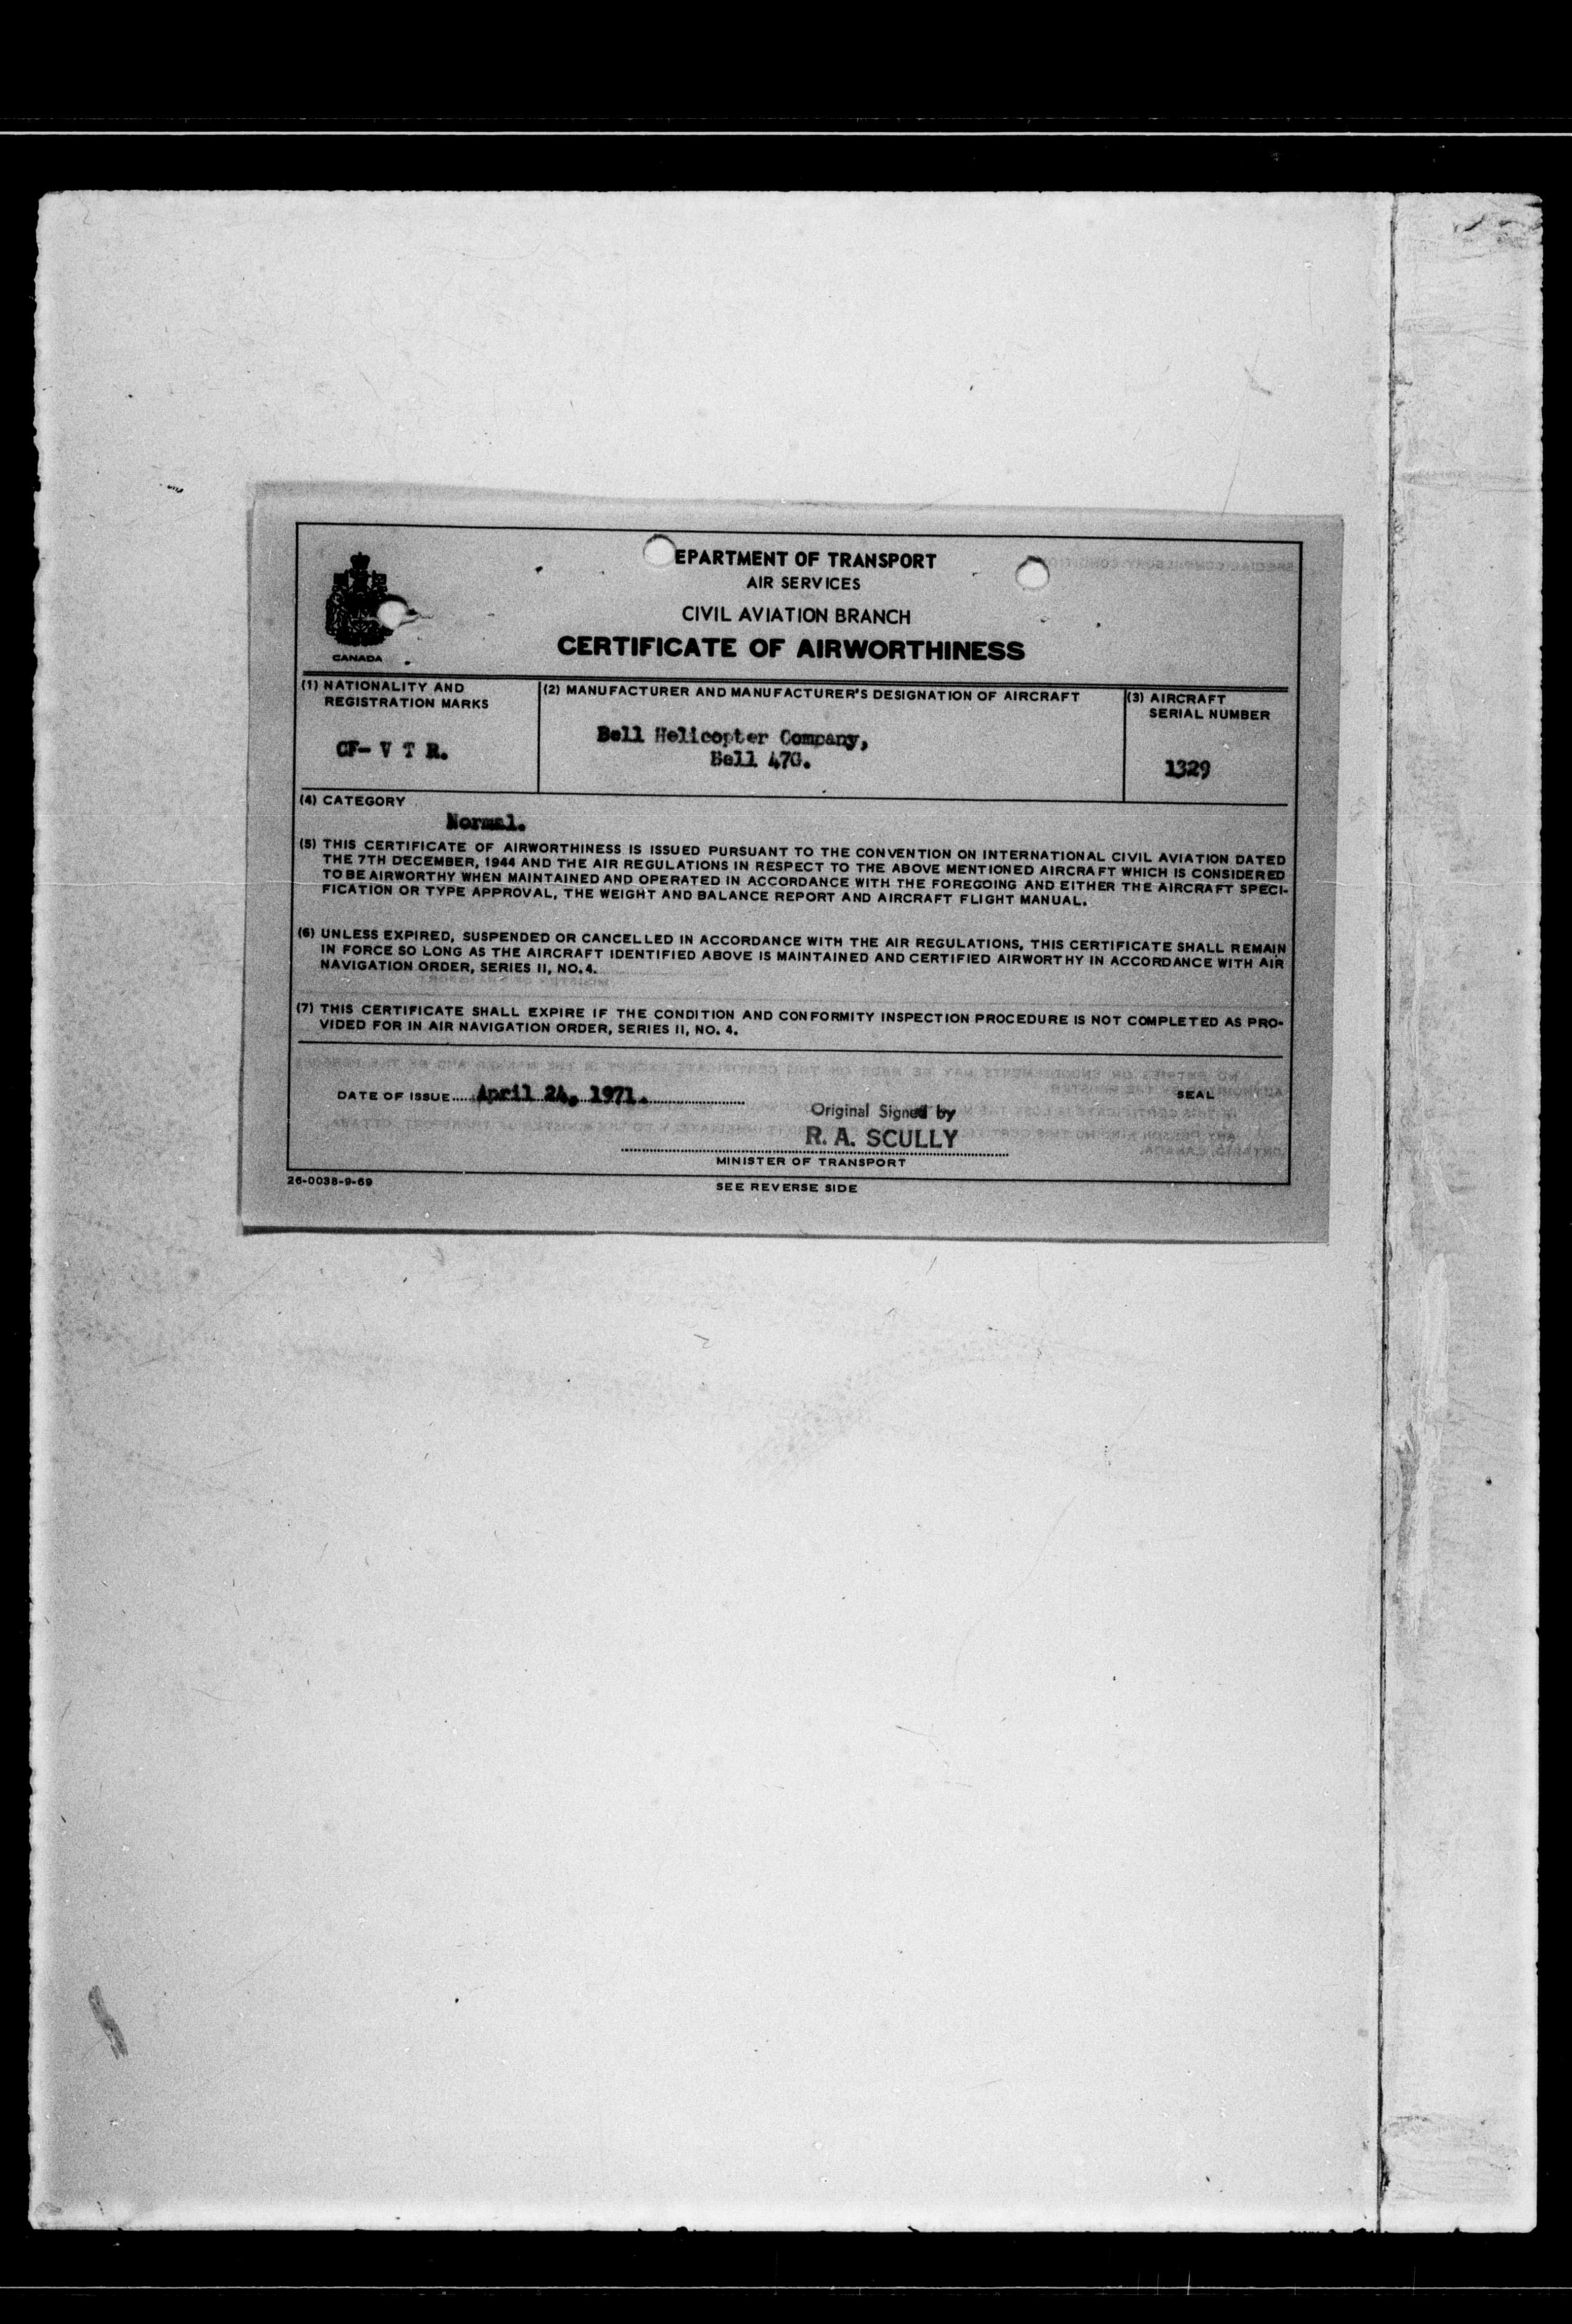 EPARTMENT OF TRANSPORT
AIR SERVICES
CIVIL AVIATION BRANCH
CERTIFICATE OF AIRWORTHINESS
CANADA
(1) NATIONALITY AND
REGISTRATION MARKS
CF- V T R.
(2) MANUFACTURER AND MANUFACTURER'S DESIGNATION OF AIRCRAFT
Bell Helicopter Company,
Bell 47G.
(3) AIRCRAFT
SERIAL NUMBER
1329
(4) CATEGORY
Normal.
(5) THIS CERTIFICATE OF AIRWORTHINESS IS ISSUED PURSUANT TO THE CONVENTION ON INTERNATIONAL CIVIL AVIATION DATED
THE 7TH DECEMBER, 1944 AND THE AIR REGULATIONS IN RESPECT TO THE ABOVE MENTIONED AIRCRAFT WHICH IS CONSIDERED
TO BE AIRWORTHY WHEN MAINTAINED AND OPERATED IN ACCORDANCE WITH THE FOREGOING AND EITHER THE AIRCRAFT SPECI-
FICATION OR TYPE APPROVAL, THE WEIGHT AND BALANCE REPORT AND AIRCRAFT FLIGHT MANUAL.
(6) UNLESS EXPIRED, SUSPENDED OR CANCELLED IN ACCORDANCE WITH THE AIR REGULATIONS, THIS CERTIFICATE SHALL REMAIN
IN FORCE SO LONG AS THE AIRCRAFT IDENTIFIED ABOVE IS MAINTAINED AND CERTIFIED AIRWORTHY IN ACCORDANCE WITH AIR
NAVIGATION ORDER, SERIES II, NO. 4.
(7) THIS CERTIFICATE SHALL EXPIRE IF THE CONDITION AND CONFORMITY INSPECTION PROCEDURE IS NOT COMPLETED AS PRO-
VIDED FOR IN AIR NAVIGATION ORDER, SERIES II, NO. 4.
DATE OF ISSUE April 24, 1971.
SEAL
Original Signed by
R. A. SCULLY
MINISTER OF TRANSPORT
26-0038-9-69
SEE REVERSE SIDE